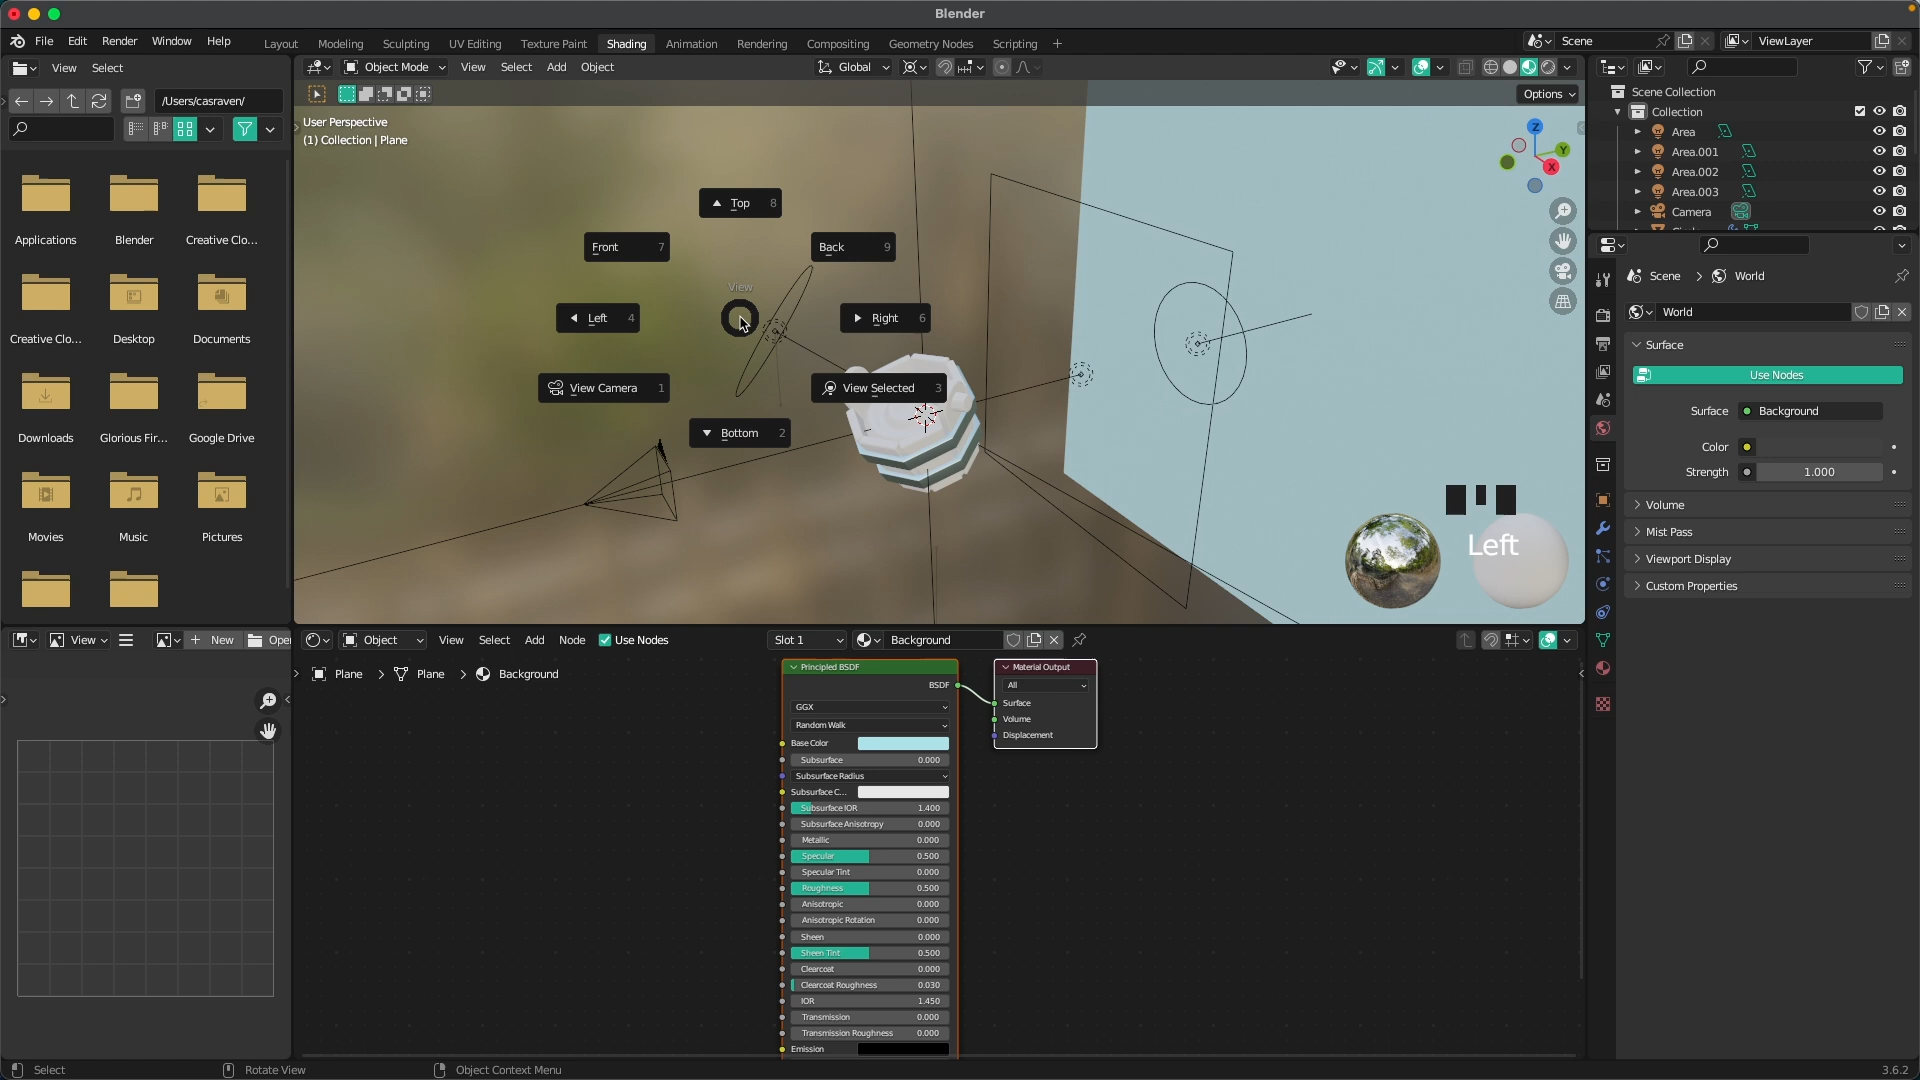 Blender
File Edit Render Window Help
Layout Modeling Sculpting UV Editing Texture Paint Shading Animation Rendering Compositing Geometry Nodes Scripting +
Scene
ViewLayer
View Select
Object Mode View Select Add Object
Global
/Users/casraven/
Options
User Perspective
(1) Collection | Plane
Z
Y
X
Top 8
Front 7
Back 9
View
Left 4
Right 6
View Camera 1
View Selected 3
Bottom 2
Left
Applications
Blender
Creative Clo...
Creative Clo...
Desktop
Documents
Downloads
Glorious Fir...
Google Drive
Movies
Music
Pictures
Scene Collection
Collection
Area
Area.001
Area.002
Area.003
Camera
Scene > World
World
Surface
Use Nodes
Surface Background
Color
Strength 1.000
Volume
Mist Pass
Viewport Display
Custom Properties
View
New
Open
Object View Select Add Node Use Nodes
Slot 1
Background
Plane > Plane > Background
Principled BSDF
BSDF
GGX
Random Walk
Base Color
Subsurface 0.000
Subsurface Radius
Subsurface C...
Subsurface IOR 1.400
Subsurface Anisotropy 0.000
Metallic 0.000
Specular 0.500
Specular Tint 0.000
Roughness 0.500
Anisotropic 0.000
Anisotropic Rotation 0.000
Sheen 0.000
Sheen Tint 0.500
Clearcoat 0.000
Clearcoat Roughness 0.030
IOR 1.450
Transmission 0.000
Transmission Roughness 0.000
Emission
Material Output
All
Surface
Volume
Displacement
Select
Rotate View
Object Context Menu
3.6.2